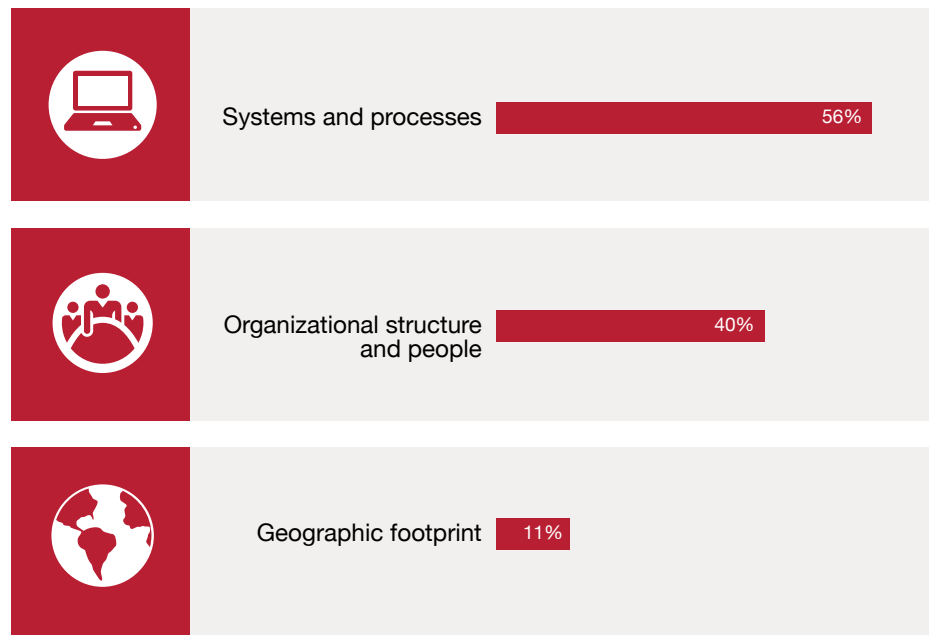 Systems and processes 56%
Organizational structure
and people
40%
Geographic footprint 11%